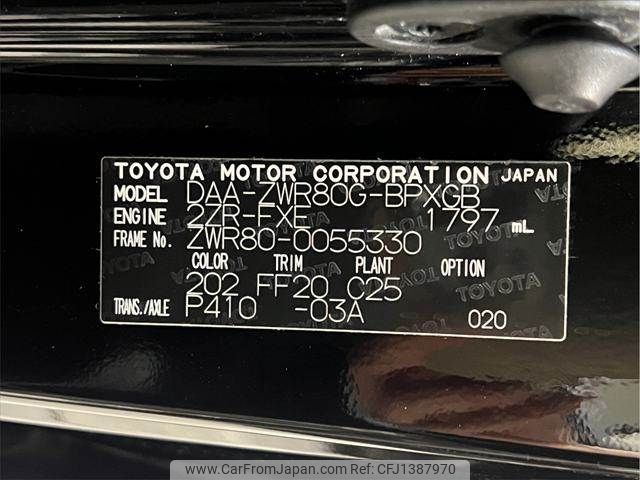 TOYOTA MOTOR CORPORATION JAPAN
MODEL DAA-ZWR80G-BPXGB
ENGINE 2ZR-FXE 1797 mL
FRAME No. ZWR80-0055330
COLOR TRIM PLANT OPTION
202 FF20 C25
TRANS./AXLE P410 -03A 020
www.CarFromJapan.com [CFJ1387970]